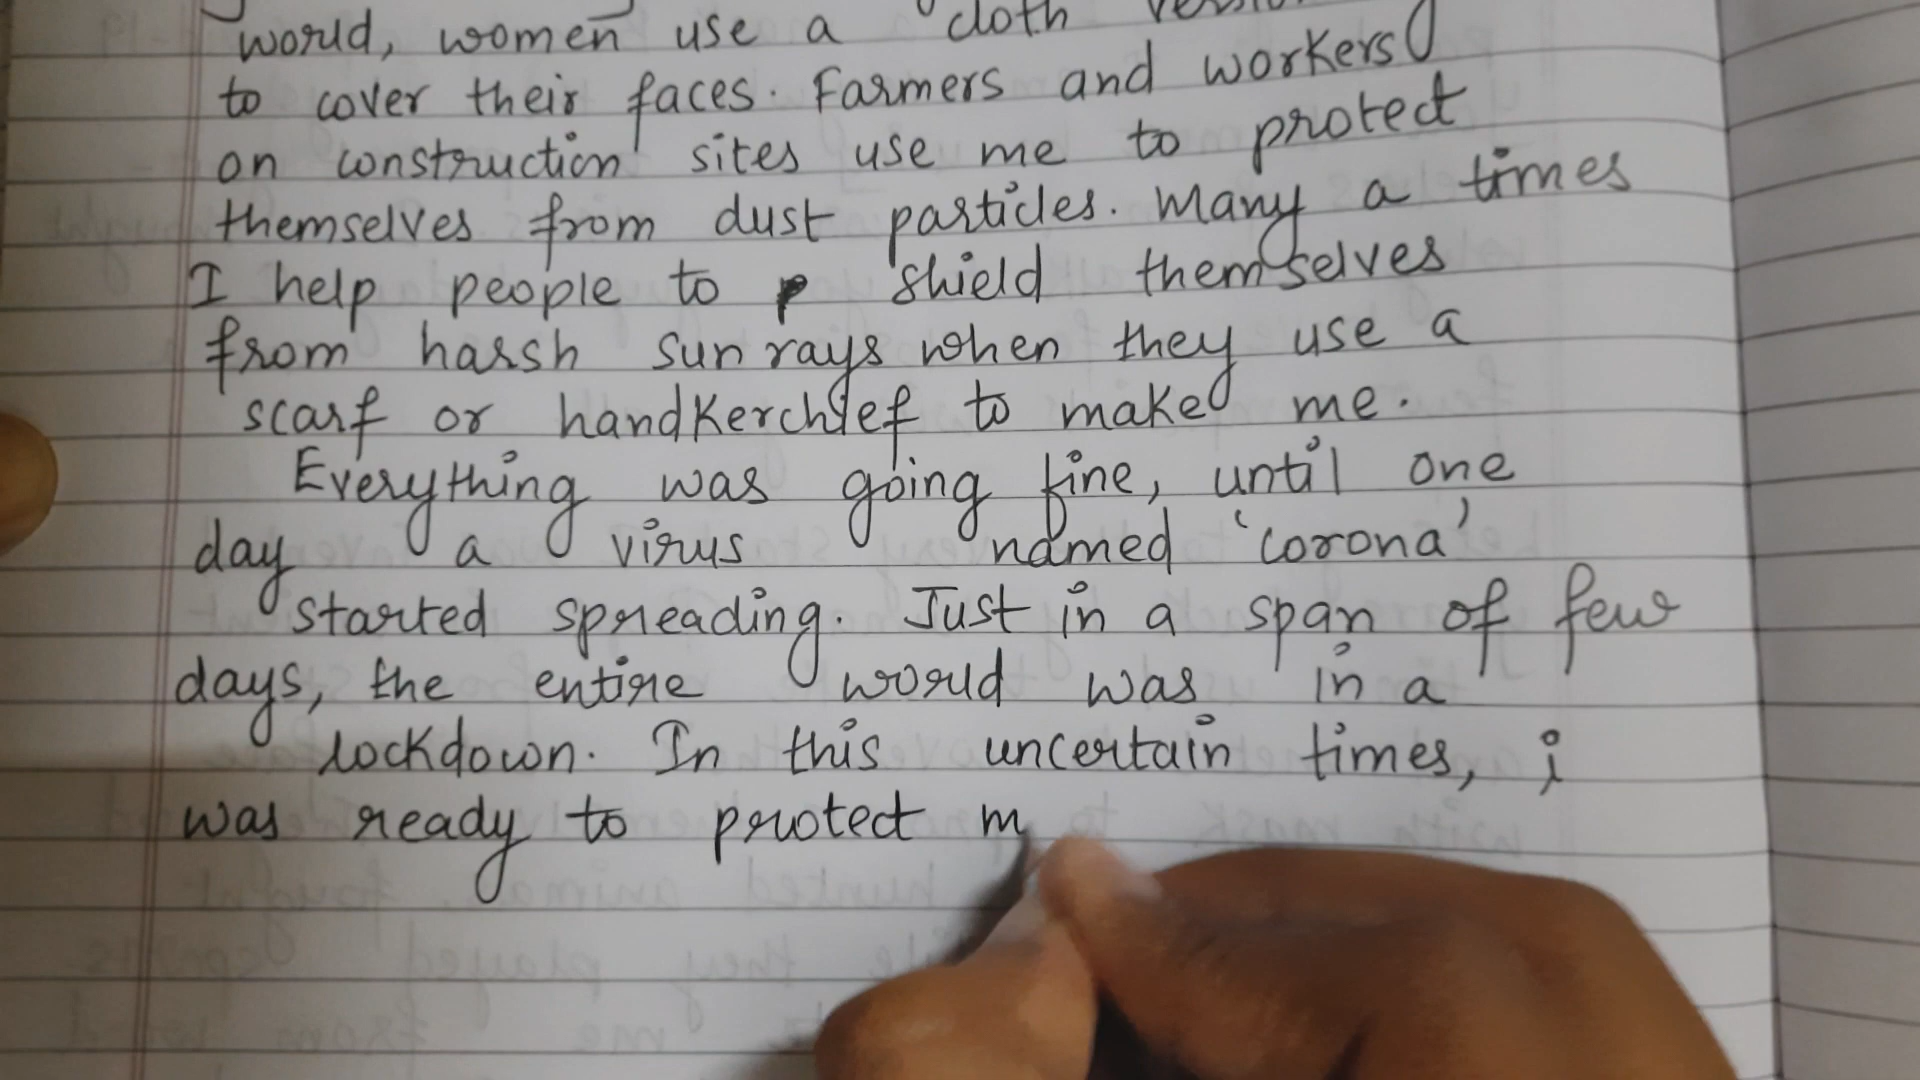 world, women use a cloth
to cover their faces. Farmers and workers
on construction sites use me to protect
themselves from dust particles. Many a times
I help people to shield themselves
from harsh sun rays when they use a
scarf or handkerchief to make me.
Everything was going fine, until one
day a virus named 'corona'
started spreading. Just in a span of few
days, the entire world was in a
lockdown. In this uncertain times, i
was ready to protect m